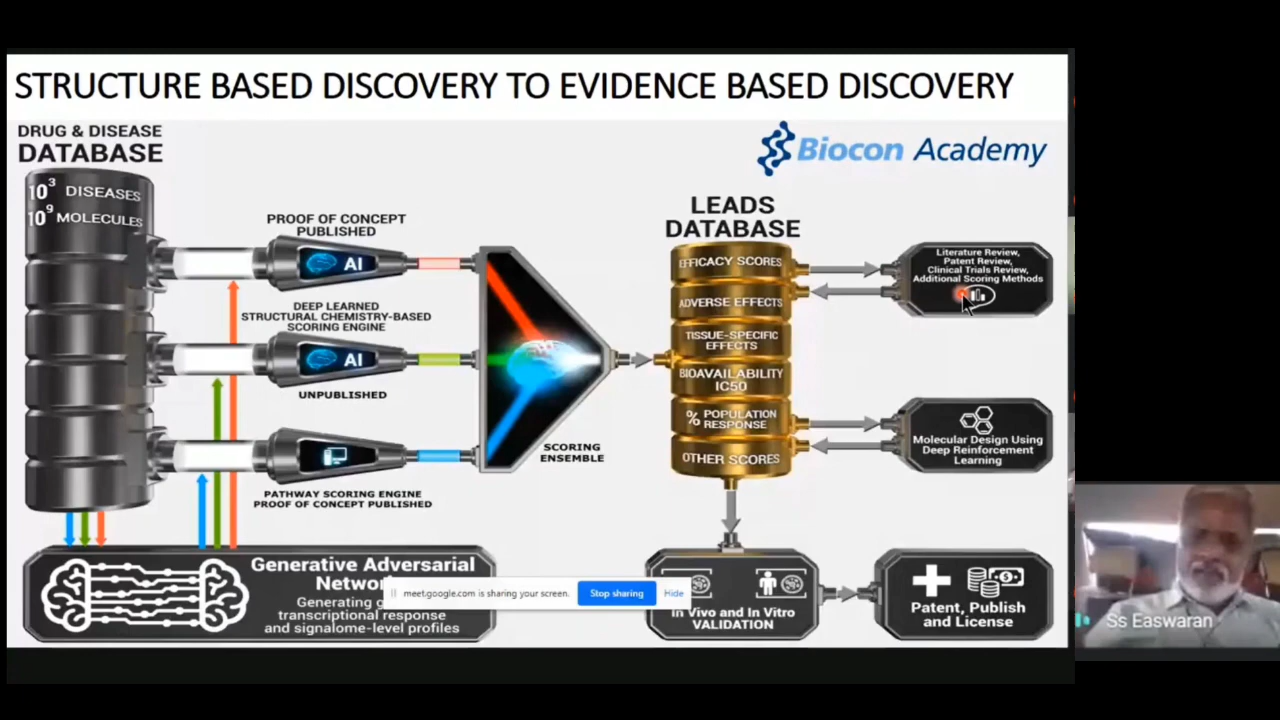 STRUCTURE BASED DISCOVERY TO EVIDENCE BASED DISCOVERY
DRUG & DISEASE
DATABASE
Biocon Academy
10³ DISEASES
10⁹ MOLECULES
PROOF OF CONCEPT
PUBLISHED
AI
DEEP LEARNED
STRUCTURAL CHEMISTRY-BASED
SCORING ENGINE
AI
UNPUBLISHED
PATHWAY SCORING ENGINE
PROOF OF CONCEPT PUBLISHED
SCORING
ENSEMBLE
LEADS
DATABASE
EFFICACY SCORES
ADVERSE EFFECTS
TISSUE-SPECIFIC
EFFECTS
BIOAVAILABILITY
IC50
% POPULATION
RESPONSE
OTHER SCORES
Literature Review,
Patent Review,
Clinical Trials Review,
Additional Scoring Methods
Molecular Design Using
Deep Reinforcement
Learning
Generative Adversarial
Generating
transcriptional response
and signalome-level profiles
meet.google.com is sharing your screen.
Stop sharing
Hide
In Vivo and In Vitro
VALIDATION
Patent, Publish
and License
Ss Easwaran